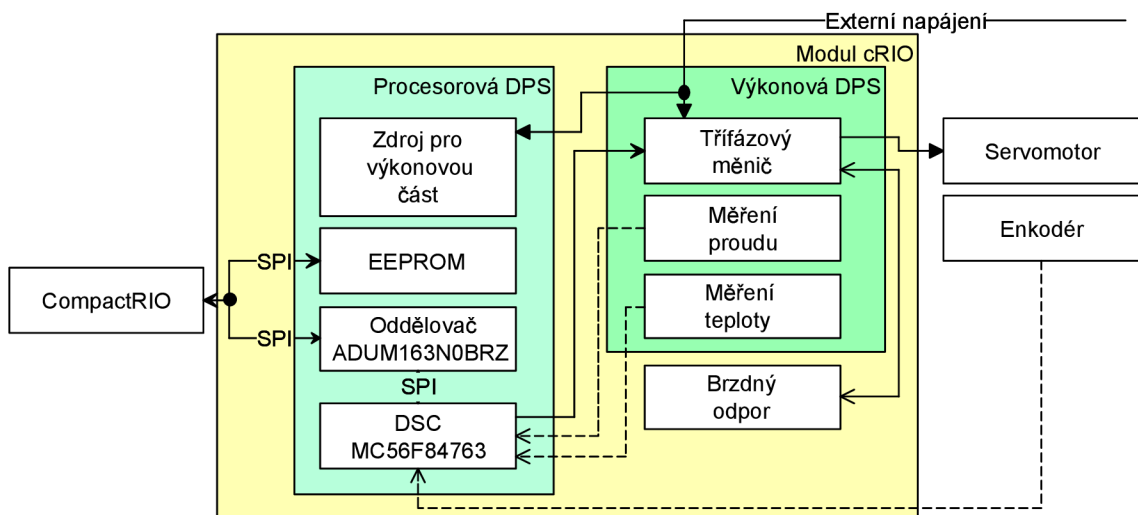 Externí napájení
Modul cRIO
Procesorová DPS
Výkonová DPS
Zdroj pro
výkonovou
část
Třífázový
měnič
Servomotor
Měření
proudu
Enkodér
SPI
EEPROM
CompactRIO
Měření
teploty
SPI
Oddělovač
ADUM163N0BRZ
SPI
Brzdný
odpor
DSC
MC56F84763